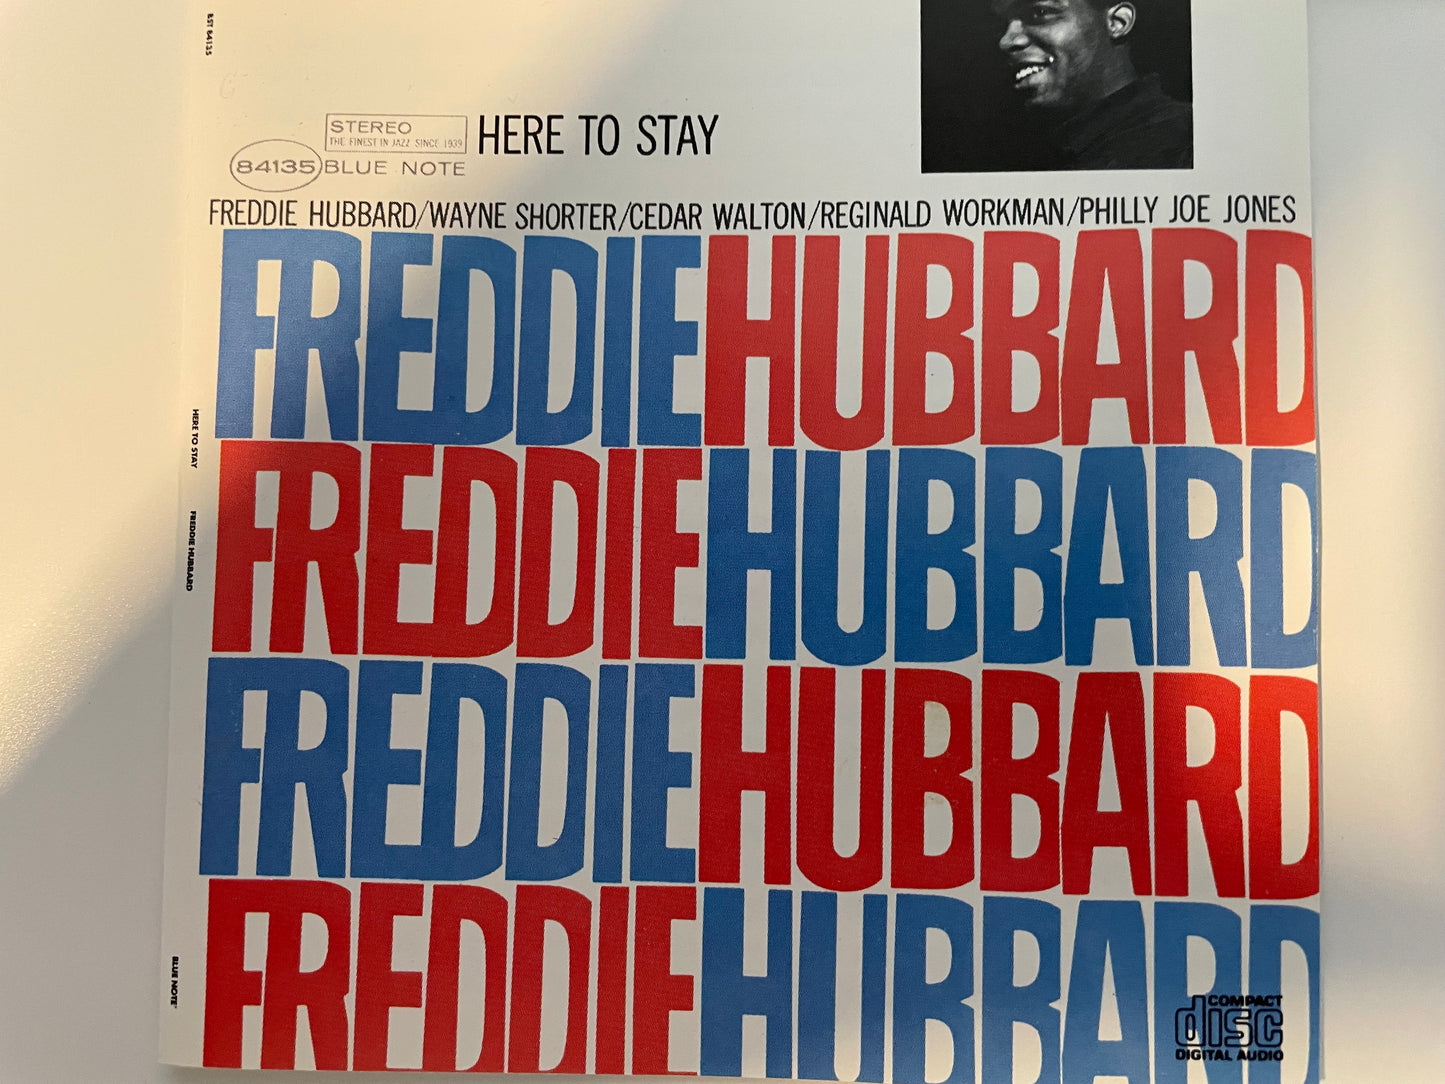 BST 84135
STEREO
THE FINEST IN JAZZ SINCE 1939
84135 BLUE NOTE
HERE TO STAY
FREDDIE HUBBARD/WAYNE SHORTER/CEDAR WALTON/REGINALD WORKMAN/PHILLY JOE JONES
FREDDIE HUBBARD
FREDDIE HUBBARD
FREDDIE HUBBARD
FREDDIE HUBBARD
HERE TO STAY
FREDDIE HUBBARD
BLUE NOTE
COMPACT
disc
DIGITAL AUDIO